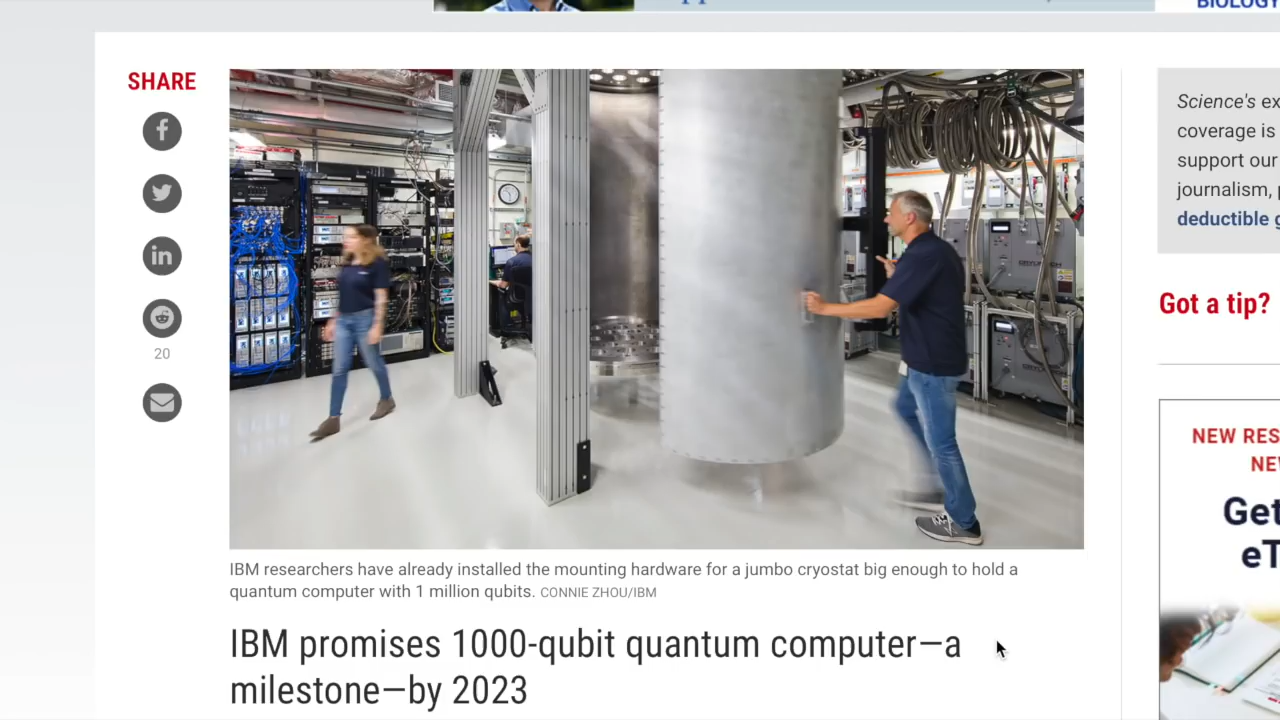 BIOLOGY
SHARE
20
IBM researchers have already installed the mounting hardware for a jumbo cryostat big enough to hold a
quantum computer with 1 million qubits. CONNIE ZHOU/IBM
IBM promises 1000-qubit quantum computer—a
milestone—by 2023
Science's ex
coverage is
support our
journalism,
deductible g
Got a tip?
NEW RES
NEW
Get
eT